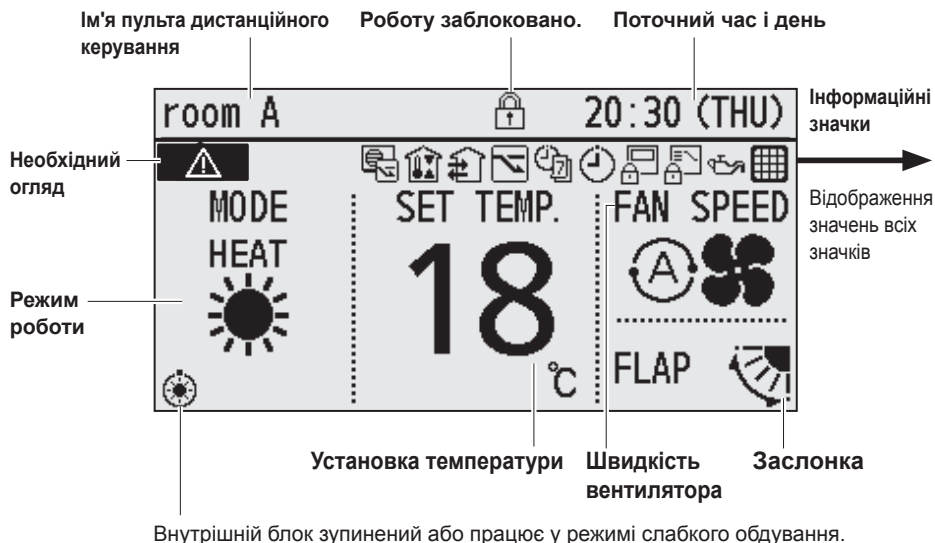 Ім'я пульта дистанційного
керування
Роботу заблоковано.
Поточний час і день
room A
20:30 (THU)
Інформаційні
значки
Необхідний
огляд
7
Відображення
значень всіх
значків
MODE
SET TEMP.
FAN SPEED
HEAT
18
°C
A
Режим
роботи
FLAP
Установка температури
Швидкість
вентилятора
Заслонка
Внутрішній блок зупинений або працює у режимі слабкого обдування.